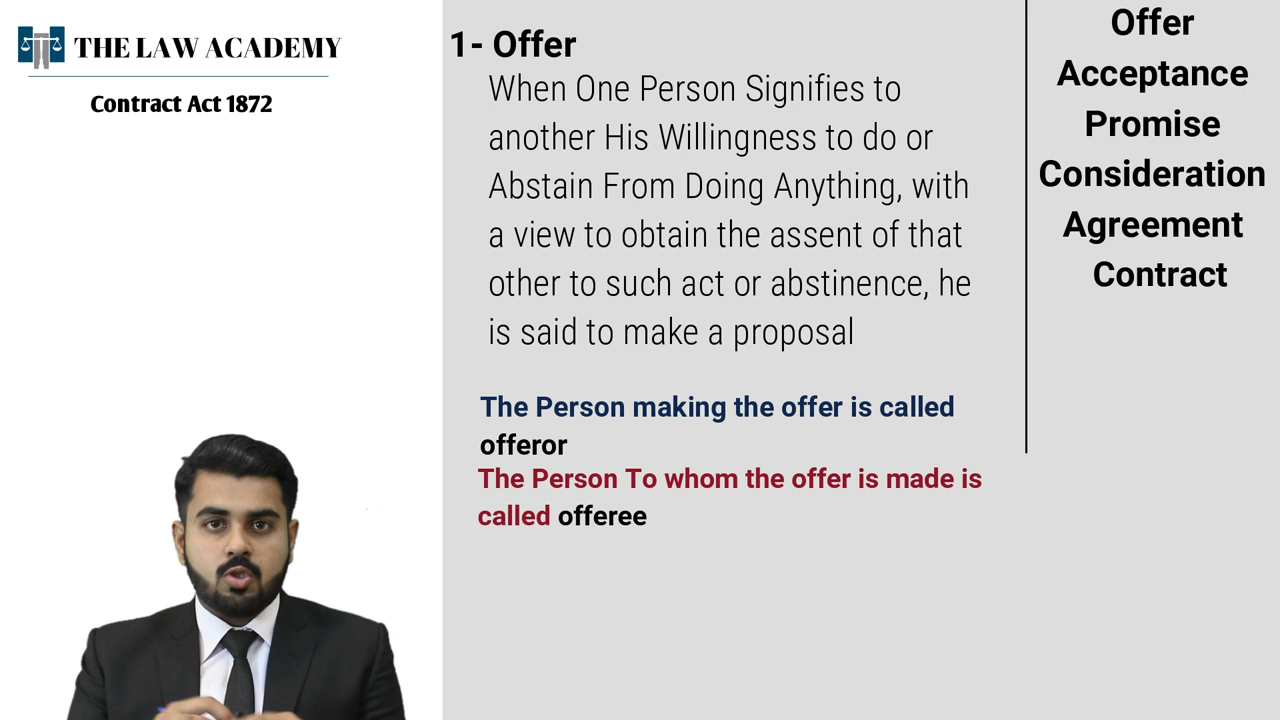 THE LAW ACADEMY
Contract Act 1872
1- Offer
When One Person Signifies to
another His Willingness to do or
Abstain From Doing Anything, with
a view to obtain the assent of that
other to such act or abstinence, he
is said to make a proposal
The Person making the offer is called
offeror
The Person To whom the offer is made is
called offeree
Offer
Acceptance
Promise
Consideration
Agreement
Contract